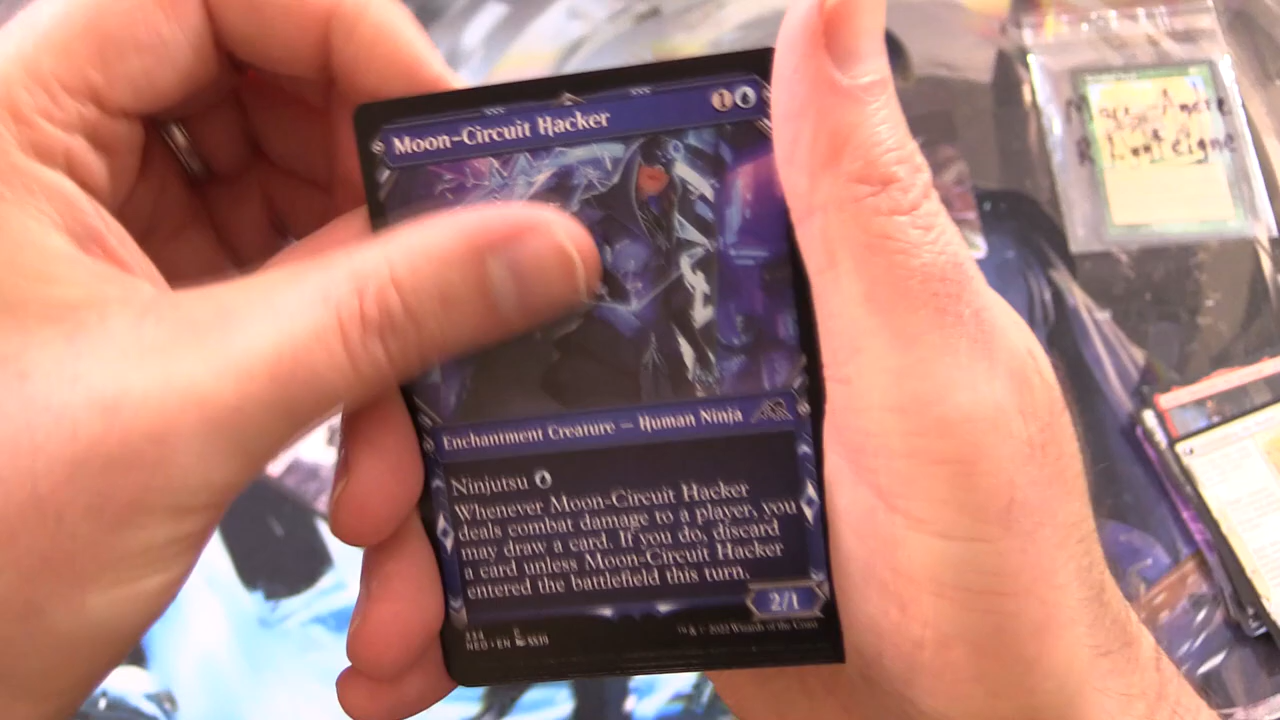 Moon-Circuit Hacker
1
Enchantment Creature — Human Ninja
Ninjutsu
Whenever Moon-Circuit Hacker
deals combat damage to a player, you
may draw a card. If you do, discard
a card unless Moon-Circuit Hacker
entered the battlefield this turn.
2/1
NEO • EN
™ & © 2022 Wizards of the Coast